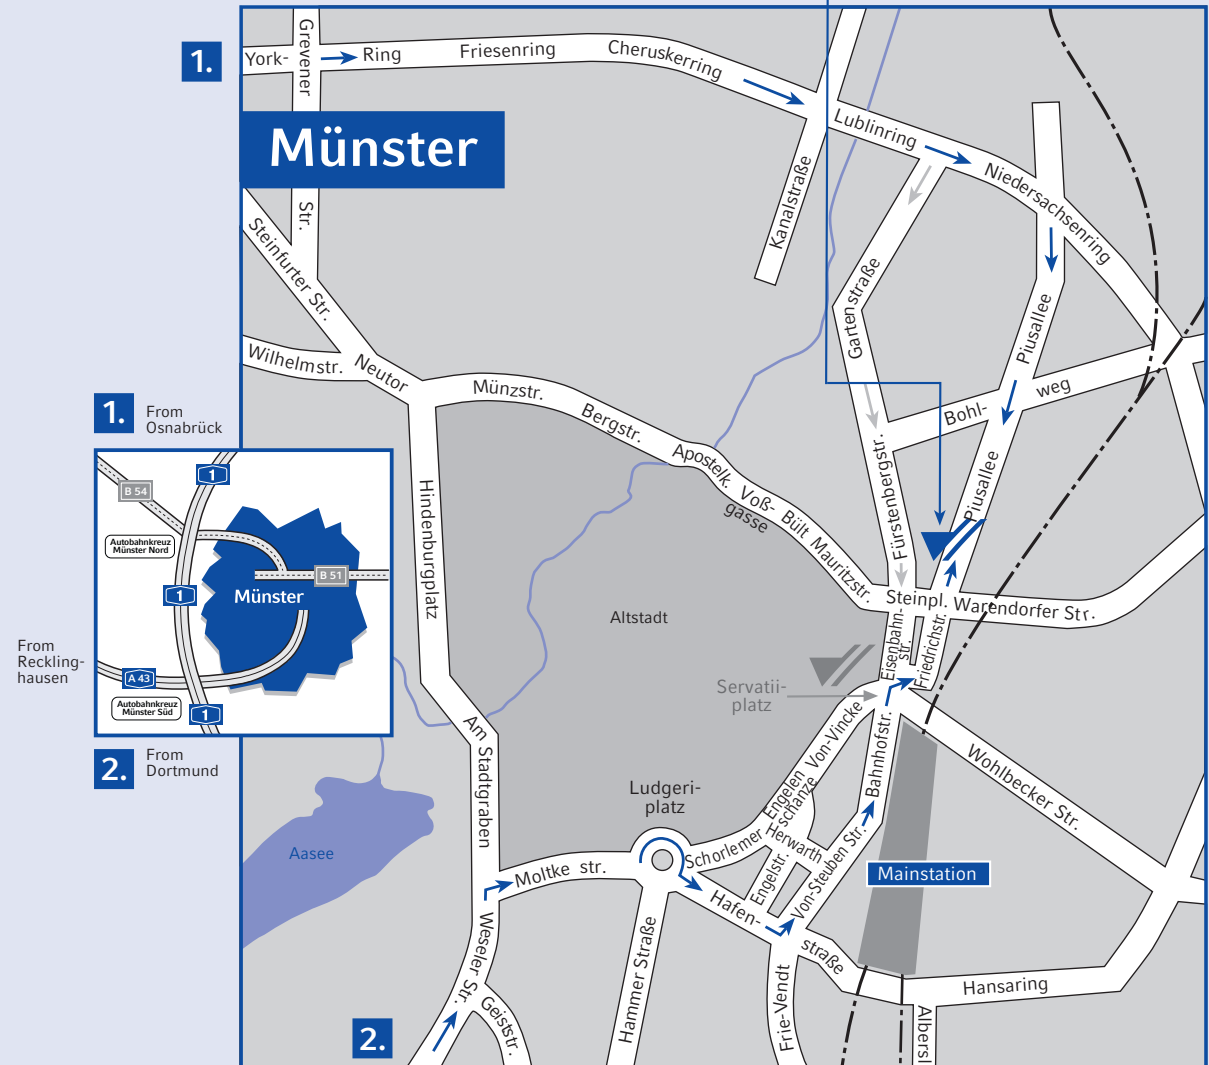 1.
York-
Grevener
Ring
Friesenring
Cheruskerring
Lublinring
Niedersachsenring
Münster
Str.
Kanalstraße
Steinfurter Str.
Gartenstraße
Piusallee
Wilhelmstr.
Neutor
Münzstr.
Bergstr.
Bohl-
weg
1.
From
Osnabrück
Apostelk.
Voß-
gasse
Bült
Mauritzstr.
Fürstenbergstr.
Piusallee
Hindenburgplatz
1
B 54
Autobahnkreuz
Münster Nord
B 51
1
Münster
A 43
Autobahnkreuz
Münster Süd
1
From
Reckling-
hausen
Altstadt
Steinpl.
Warendorfer Str.
Eisenbahn-
str.
Friedrichstr.
Servatii-
platz
2.
From
Dortmund
Am
Stadtgraben
Von-Vincke
Bahnhofstr.
Wohlbecker Str.
Ludgeri-
platz
Engelen
schanze
Aasee
Schorlemer
Herwarth
Engelstr.
Von-Steuben Str.
Mainstation
Moltke str.
Hafen-
straße
Weseler Str.
Geiststr.
Hammer Straße
Frie-Vendt
Hansaring
Albersl
2.